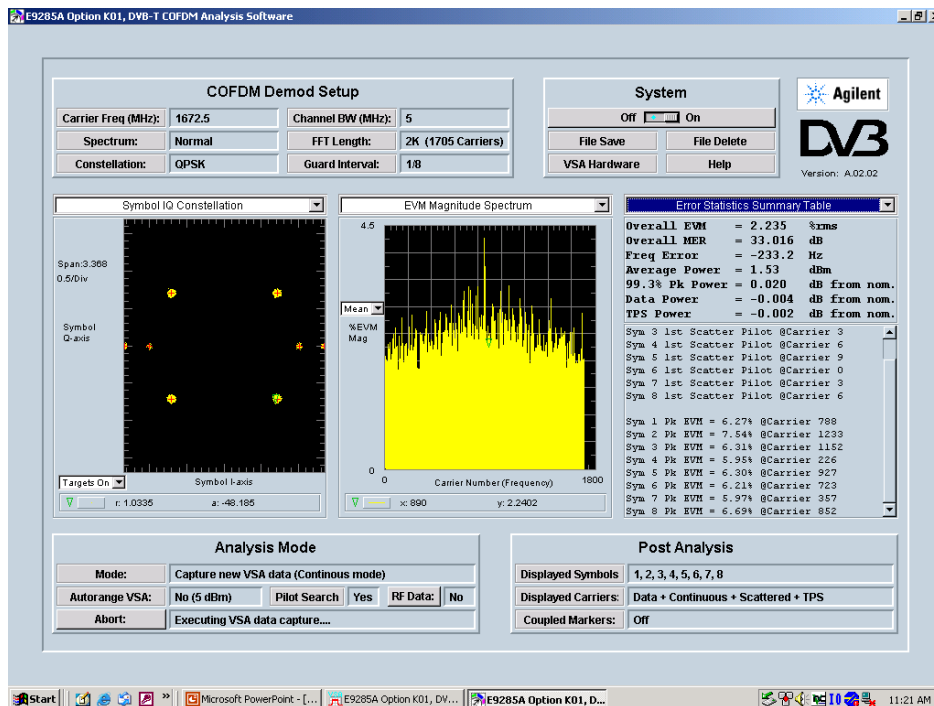 E9285A Option K01, DVB-T COFDM Analysis Software
COFDM Demod Setup
Carrier Freq (MHz): 1672.5 Channel BW (MHz): 5
Spectrum: Normal FFT Length: 2K (1705 Carriers)
Constellation: QPSK Guard Interval: 1/8
System
Off On
File Save File Delete
VSA Hardware Help
Agilent
DVB
Version: A.02.02
Symbol IQ Constellation
Span:3.368
0.5/Div
Symbol
Q-axis
Targets On Symbol I-axis
r: 1.0335 a: -48.185
EVM Magnitude Spectrum
4.5
Mean
%EVM
Mag
0
0 Carrier Number (Frequency) 1800
x: 890 y: 2.2402
Error Statistics Summary Table
Overall EVM = 2.235 %rms
Overall MER = 33.016 dB
Freq Error = -233.2 Hz
Average Power = 1.53 dBm
99.3% Pk Power = 0.020 dB from nom.
Data Power = -0.004 dB from nom.
TPS Power = -0.002 dB from nom.
Sym 3 1st Scatter Pilot @Carrier 3
Sym 4 1st Scatter Pilot @Carrier 6
Sym 5 1st Scatter Pilot @Carrier 9
Sym 6 1st Scatter Pilot @Carrier 0
Sym 7 1st Scatter Pilot @Carrier 3
Sym 8 1st Scatter Pilot @Carrier 6
Sym 1 Pk EVM = 6.27% @Carrier 788
Sym 2 Pk EVM = 7.54% @Carrier 1233
Sym 3 Pk EVM = 6.31% @Carrier 1152
Sym 4 Pk EVM = 5.95% @Carrier 226
Sym 5 Pk EVM = 6.30% @Carrier 927
Sym 6 Pk EVM = 6.21% @Carrier 723
Sym 7 Pk EVM = 5.97% @Carrier 357
Sym 8 Pk EVM = 6.69% @Carrier 852
Analysis Mode
Mode: Capture new VSA data (Continous mode)
Autorange VSA: No (5 dBm) Pilot Search Yes RF Data: No
Abort: Executing VSA data capture....
Post Analysis
Displayed Symbols 1, 2, 3, 4, 5, 6, 7, 8
Displayed Carriers: Data + Continuous + Scattered + TPS
Coupled Markers: Off
Start » Microsoft PowerPoint - [... E9285A Option K01, DV... E9285A Option K01, D... 11:21 AM